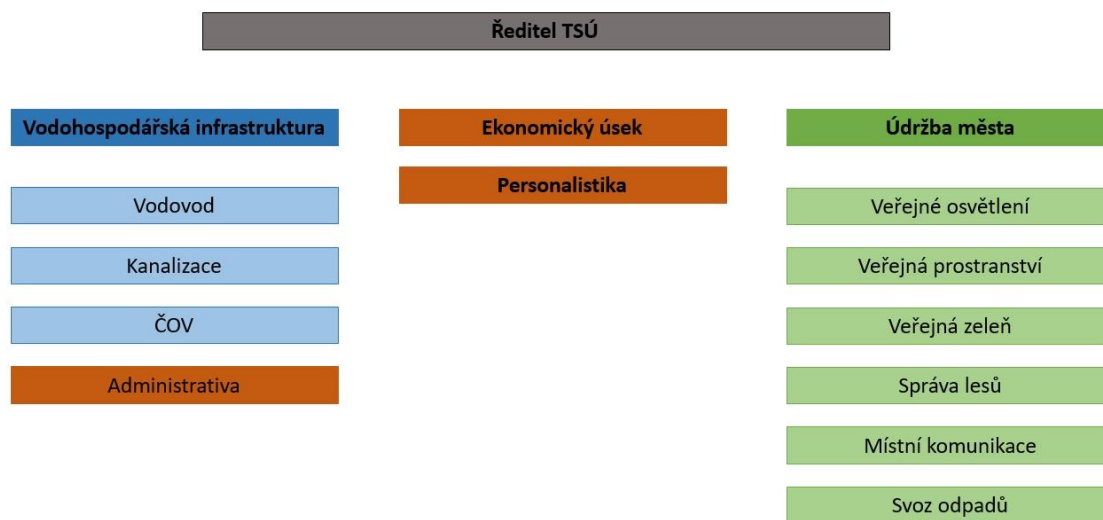 Ředitel TSÚ
Vodohospodářská infrastruktura
Vodovod
Kanalizace
ČOV
Administrativa
Ekonomický úsek
Personalistika
Údržba města
Veřejné osvětlení
Veřejná prostranství
Veřejná zeleň
Správa lesů
Místní komunikace
Svoz odpadů